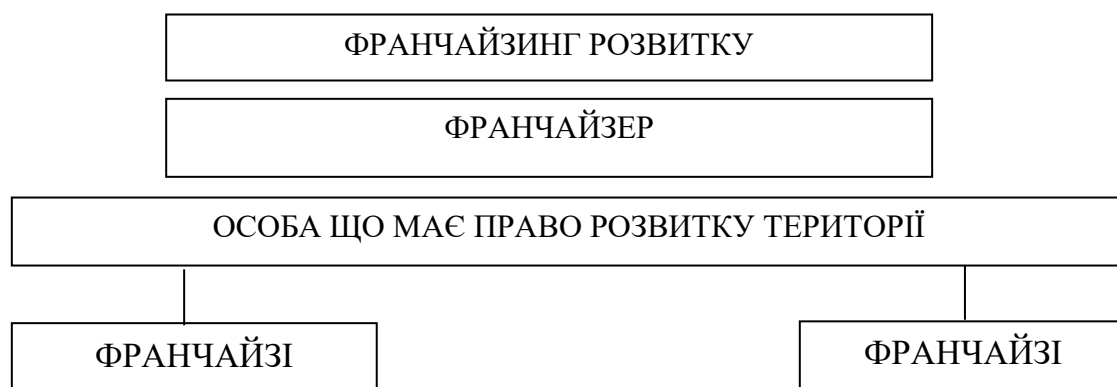 ФРАНЧАЙЗИНГ РОЗВИТКУ
ФРАНЧАЙЗЕР
ОСОБА ЩО МАЄ ПРАВО РОЗВИТКУ ТЕРИТОРІЇ
ФРАНЧАЙЗІ
ФРАНЧАЙЗІ